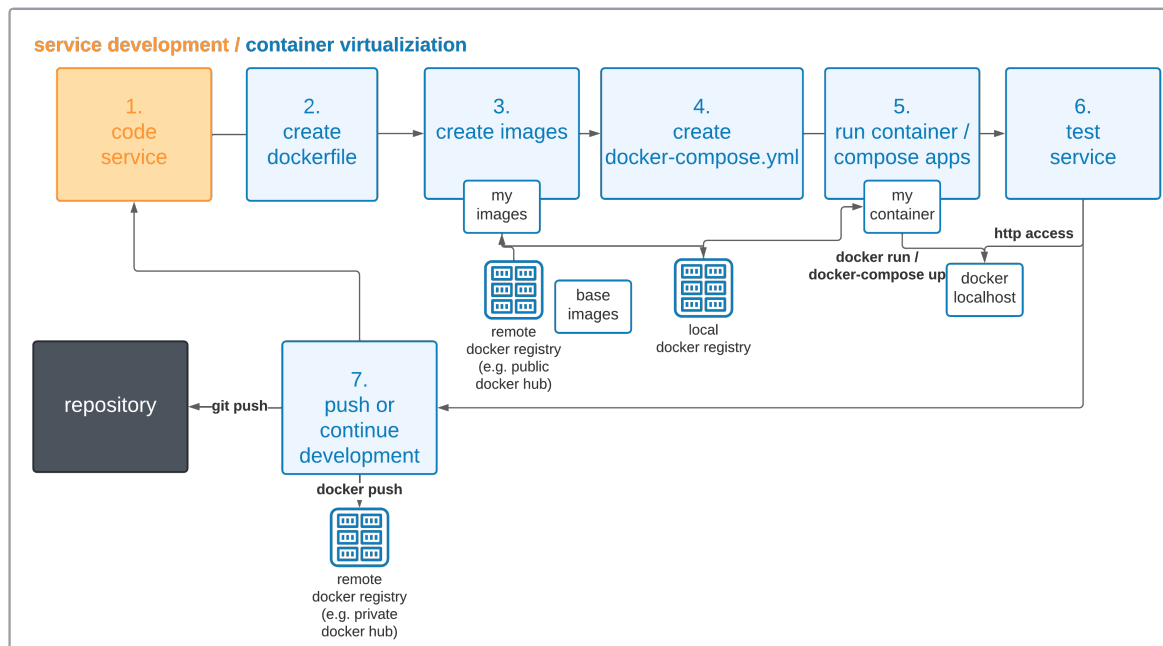 service development / container virtualiziation
1.
code
service
2.
create
dockerfile
3.
create images
4.
create
docker-compose.yml
5.
run container /
compose apps
6.
test
service
my
images
my
container
http access
docker run /
docker-compose up
docker
localhost
base
images
remote
docker registry
(e.g. public
docker hub)
local
docker registry
repository
git push
7.
push or
continue
development
docker push
remote
docker registry
(e.g. private
docker hub)